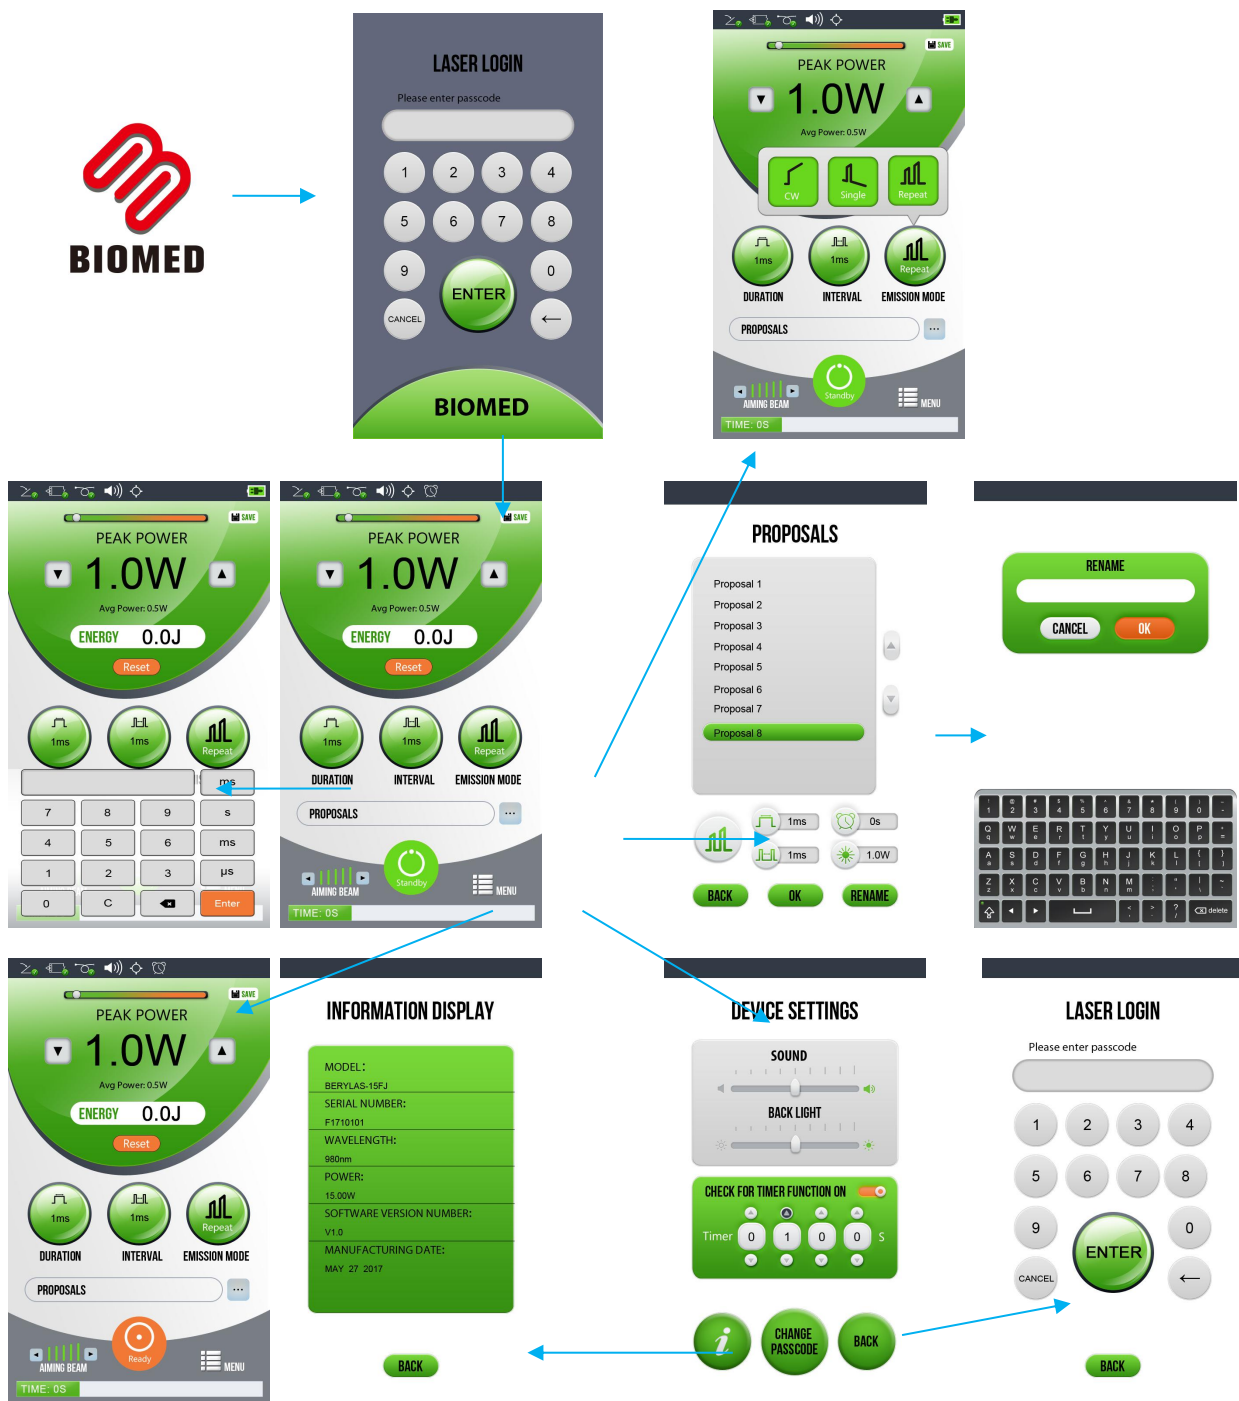 BIOMED
LASER LOGIN
Please enter passcode
1 2 3 4
5 6 7 8
9 0
ENTER
CANCEL ←
BIOMED
SAVE
PEAK POWER
1.0W
Avg Power: 0.5W
CW Single Repeat
1ms 1ms Repeat
DURATION INTERVAL EMISSION MODE
PROPOSALS ...
Standby
AIMING BEAM MENU
TIME: 0S
SAVE
PEAK POWER
1.0W
Avg Power: 0.5W
ENERGY 0.0J
Reset
1ms 1ms Repeat
ms
7 8 9 s
4 5 6 ms
1 2 3 µs
0 C Enter
SAVE
PEAK POWER
1.0W
Avg Power: 0.5W
ENERGY 0.0J
Reset
1ms 1ms Repeat
DURATION INTERVAL EMISSION MODE
PROPOSALS ...
Standby
AIMING BEAM MENU
TIME: 0S
PROPOSALS
Proposal 1
Proposal 2
Proposal 3
Proposal 4
Proposal 5
Proposal 6
Proposal 7
Proposal 8
1ms 0s
1ms 1.0W
BACK OK RENAME
RENAME
CANCEL OK
1 2 3 4 5 6 7 8 9 0
Q W E R T Y U I O P
A S D F G H J K L
Z X C V B N M
delete
SAVE
PEAK POWER
1.0W
Avg Power: 0.5W
ENERGY 0.0J
Reset
1ms 1ms Repeat
DURATION INTERVAL EMISSION MODE
PROPOSALS ...
Ready
AIMING BEAM MENU
TIME: 0S
INFORMATION DISPLAY
MODEL:
BERYLAS-15FJ
SERIAL NUMBER:
F1710101
WAVELENGTH:
980nm
POWER:
15.00W
SOFTWARE VERSION NUMBER:
V1.0
MANUFACTURING DATE:
MAY 27 2017
BACK
DEVICE SETTINGS
SOUND
BACK LIGHT
CHECK FOR TIMER FUNCTION ON
Timer 0 1 0 0 S
i CHANGE PASSCODE BACK
LASER LOGIN
Please enter passcode
1 2 3 4
5 6 7 8
9 0
ENTER
CANCEL ←
BACK